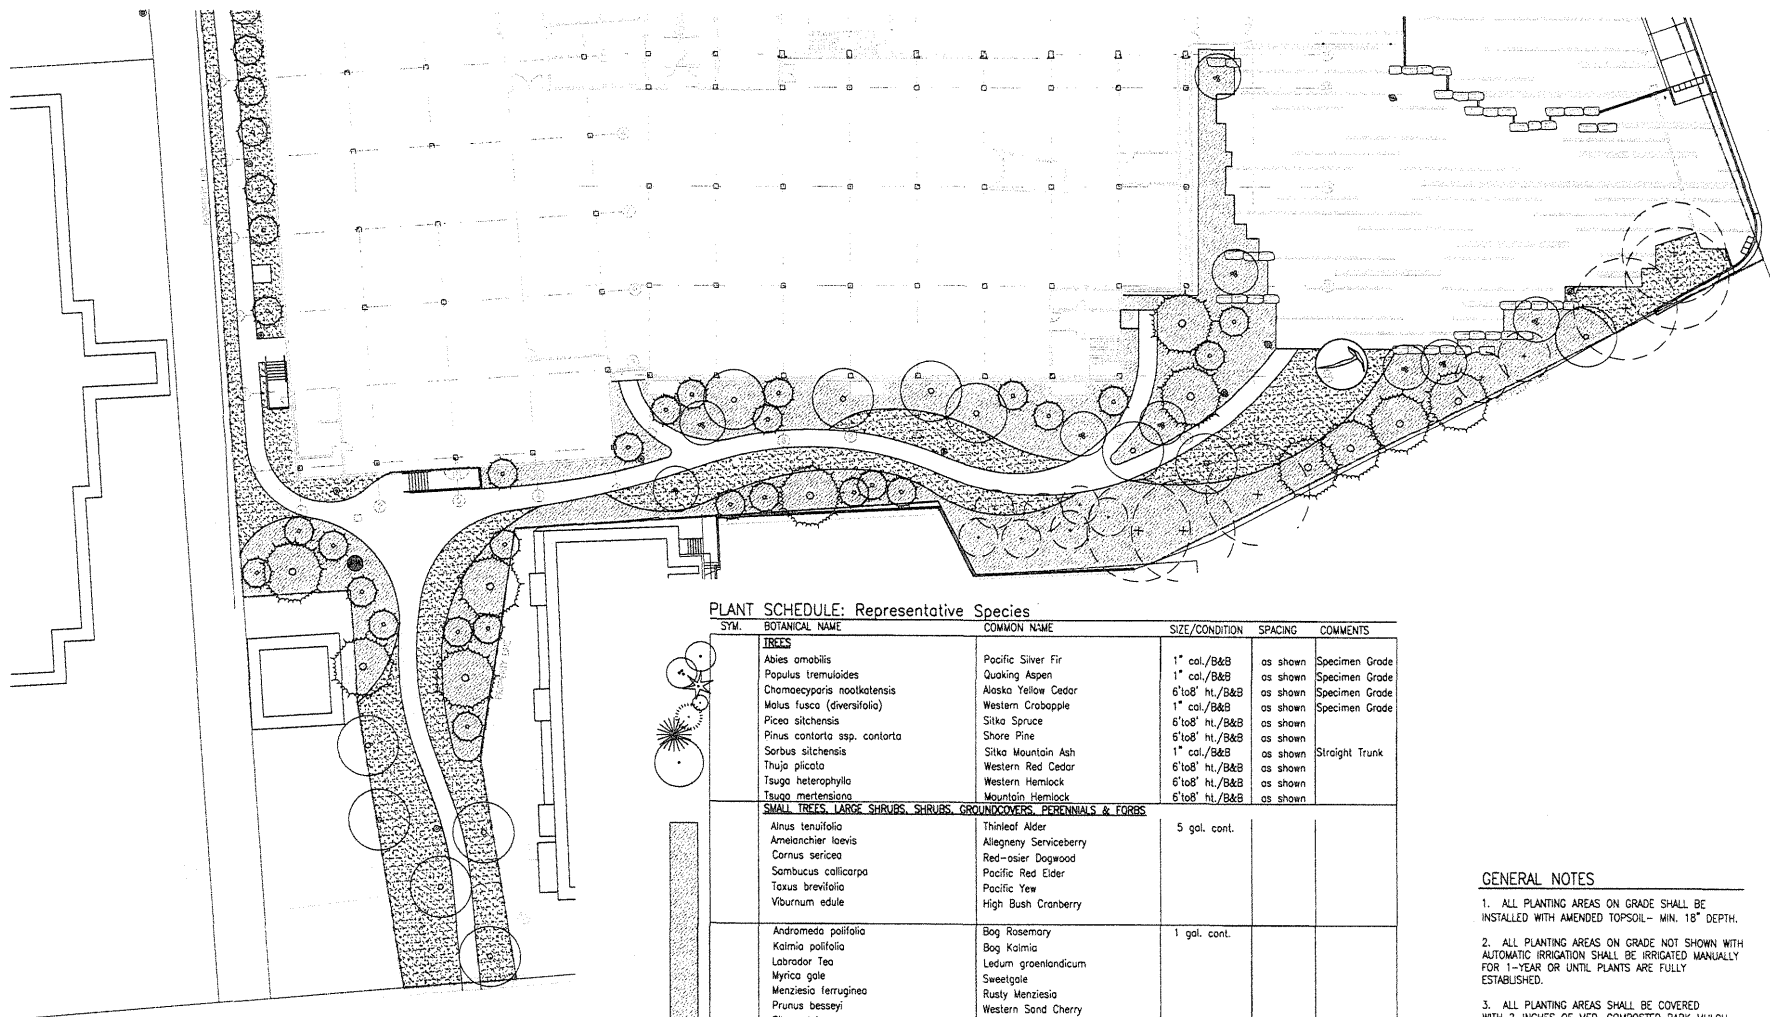 PLANT SCHEDULE: Representative Species
SYM. BOTANICAL NAME COMMON NAME SIZE/CONDITION SPACING COMMENTS
TREES
Abies amabilis Pacific Silver Fir 1" cal./B&B as shown Specimen Grade
Populus tremuloides Quaking Aspen 1" cal./B&B as shown Specimen Grade
Chamaecyparis nootkatensis Alaska Yellow Cedar 6'to8' ht./B&B as shown Specimen Grade
Malus fusca (diversifolia) Western Crabapple 1" cal./B&B as shown Specimen Grade
Picea sitchensis Sitka Spruce 6'to8' ht./B&B as shown
Pinus contorta ssp. contorta Shore Pine 6'to8' ht./B&B as shown
Sorbus sitchensis Sitka Mountain Ash 1" cal./B&B as shown Straight Trunk
Thuja plicata Western Red Cedar 6'to8' ht./B&B as shown
Tsuga heterophylla Western Hemlock 6'to8' ht./B&B as shown
Tsuga mertensiana Mountain Hemlock 6'to8' ht./B&B as shown
SMALL TREES, LARGE SHRUBS, SHRUBS, GROUNDCOVERS, PERENNIALS & FORBS
Alnus tenuifolia Thinleaf Alder 5 gal. cont.
Amelanchier laevis Allegneny Serviceberry
Cornus sericea Red-osier Dogwood
Sambucus callicarpa Pacific Red Elder
Taxus brevifolia Pacific Yew
Viburnum edule High Bush Cranberry
Andromeda polifolia Bog Rosemary 1 gal. cont.
Kalmia polifolia Bog Kalmia
Labrador Tea Ledum groenlandicum
Myrica gale Sweetgale
Menziesia ferruginea Rusty Menziesia
Prunus besseyi Western Sand Cherry
GENERAL NOTES
1. ALL PLANTING AREAS ON GRADE SHALL BE
INSTALLED WITH AMENDED TOPSOIL- MIN. 18" DEPTH.
2. ALL PLANTING AREAS ON GRADE NOT SHOWN WITH
AUTOMATIC IRRIGATION SHALL BE IRRIGATED MANUALLY
FOR 1-YEAR OR UNTIL PLANTS ARE FULLY
ESTABLISHED.
3. ALL PLANTING AREAS SHALL BE COVERED